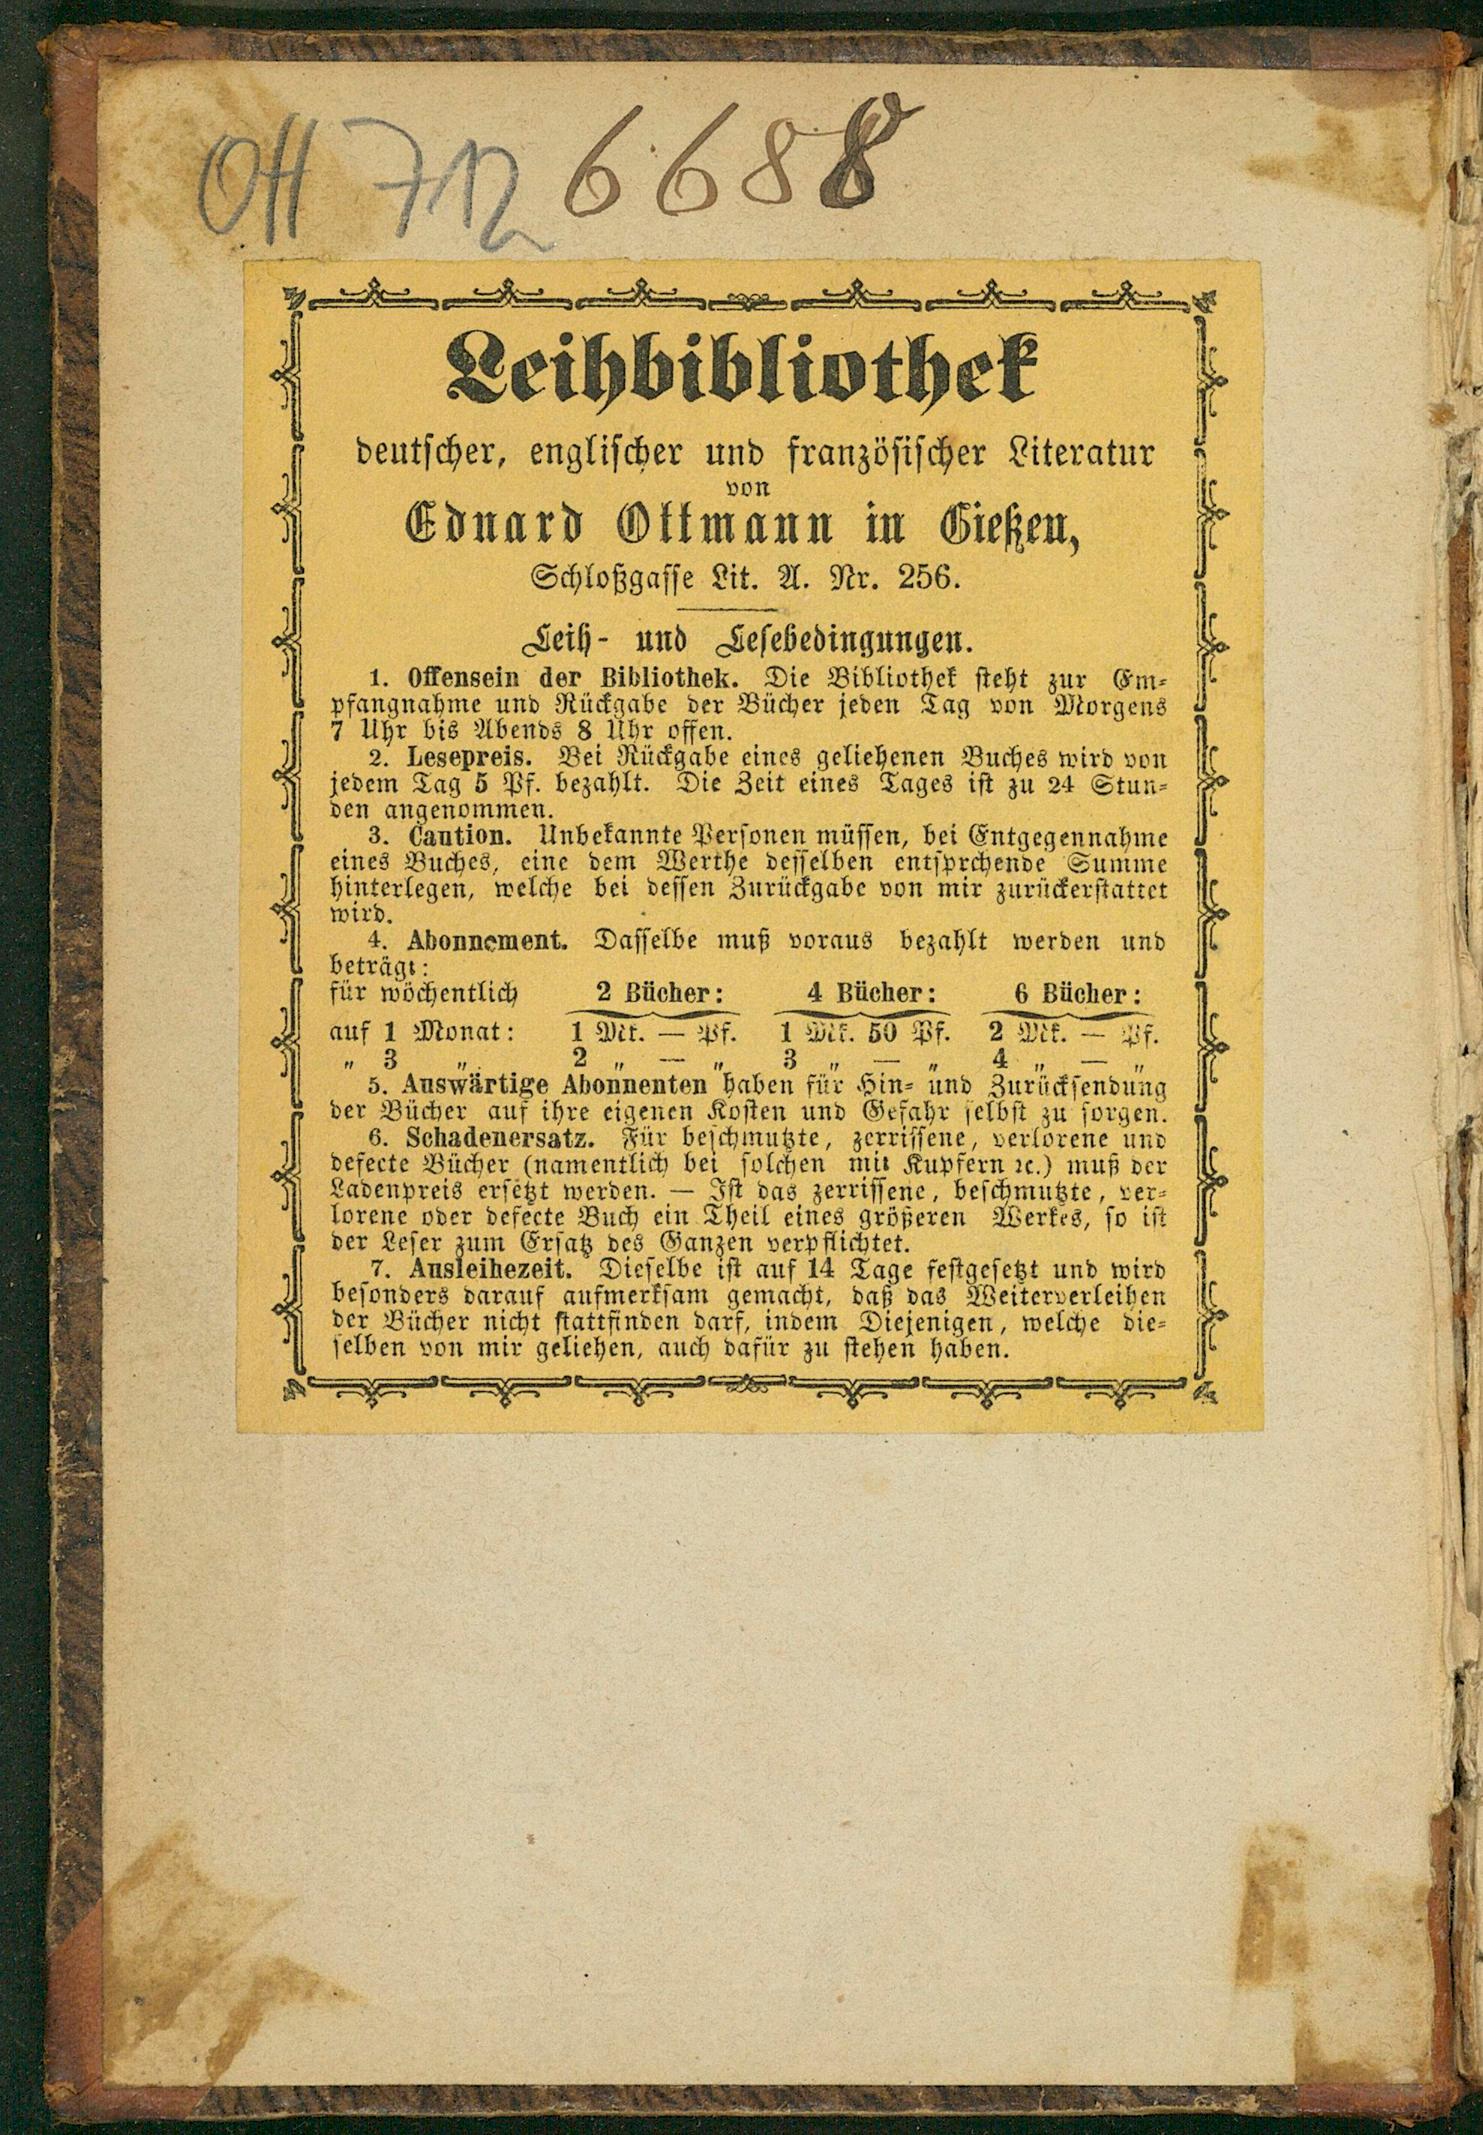 Ott 712 6688
Leihbibliothek
deutscher, englischer und französischer Literatur
von
Eduard Ottmann in Gießen,
Schloßgasse Lit. A. Nr. 256.
Leih- und Lesebedingungen.
1. Offensein der Bibliothek. Die Bibliothek steht zur Em-
pfangnahme und Rückgabe der Bücher jeden Tag von Morgens
7 Uhr bis Abends 8 Uhr offen.
2. Lesepreis. Bei Rückgabe eines geliehenen Buches wird von
jedem Tag 5 Pf. bezahlt. Die Zeit eines Tages ist zu 24 Stun-
den angenommen.
3. Caution. Unbekannte Personen müssen, bei Entgegennahme
eines Buches, eine dem Werthe desselben entsprchende Summe
hinterlegen, welche bei dessen Zurückgabe von mir zurückerstattet
wird.
4. Abonnement. Dasselbe muß voraus bezahlt werden und
beträgt:
für wöchentlich 2 Bücher: 4 Bücher: 6 Bücher:
auf 1 Monat: 1 Mk. — Pf. 1 Mk. 50 Pf. 2 Mk. — Pf.
„ 3 „ 2 „ — „ 3 „ — „ 4 „ — „
5. Auswärtige Abonnenten haben für Hin- und Zurücksendung
der Bücher auf ihre eigenen Kosten und Gefahr selbst zu sorgen.
6. Schadenersatz. Für beschmutzte, zerrissene, verlorene und
defecte Bücher (namentlich bei solchen mit Kupfern ꝛc.) muß der
Ladenpreis ersetzt werden. — Ist das zerrissene, beschmutzte, ver-
lorene oder defecte Buch ein Theil eines größeren Werkes, so ist
der Leser zum Ersatz des Ganzen verpflichtet.
7. Ausleihezeit. Dieselbe ist auf 14 Tage festgesetzt und wird
besonders darauf aufmerksam gemacht, daß das Weiterverleihen
der Bücher nicht stattfinden darf, indem Diejenigen, welche die-
selben von mir geliehen, auch dafür zu stehen haben.